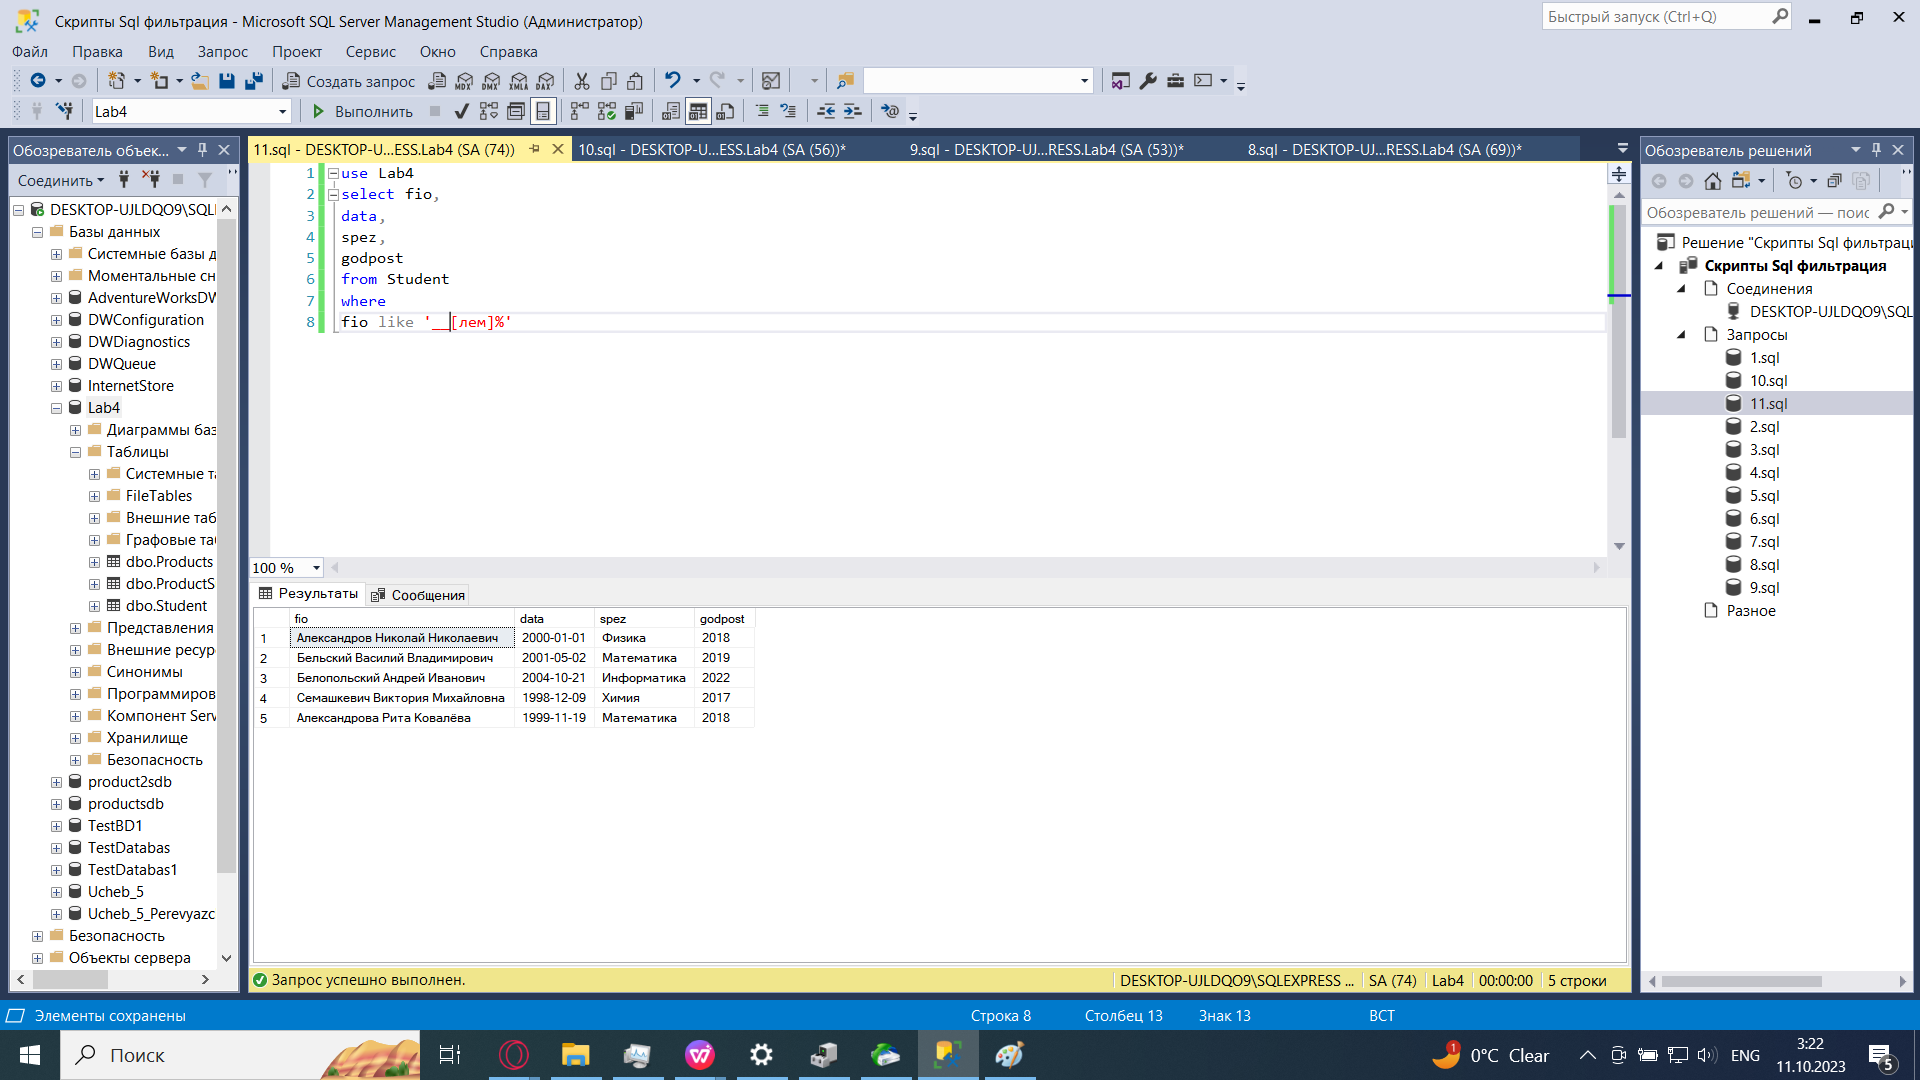 Скрипты Sql фильтрация - Microsoft SQL Server Management Studio (Администратор)
Быстрый запуск (Ctrl+Q)
Файл Правка Вид Запрос Проект Сервис Окно Справка
Создать запрос MDX DMX XMLA DAX
Lab4 Выполнить
Обозреватель объек...
11.sql - DESKTOP-U...ESS.Lab4 (SA (74))
10.sql - DESKTOP-U...ESS.Lab4 (SA (56))*
9.sql - DESKTOP-UJ...RESS.Lab4 (SA (53))*
8.sql - DESKTOP-UJ...RESS.Lab4 (SA (69))*
Обозреватель решений
Соединить
DESKTOP-UJLDQO9\SQLI
Базы данных
Системные базы д
Моментальные сн
AdventureWorksDW
DWConfiguration
DWDiagnostics
DWQueue
InternetStore
Lab4
Диаграммы баз
Таблицы
Системные та
FileTables
Внешние таб
Графовые та
dbo.Products
dbo.ProductS
dbo.Student
Представления
Внешние ресур
Синонимы
Программиров
Компонент Serv
Хранилище
Безопасность
product2sdb
productsdb
TestBD1
TestDatabas
TestDatabas1
Ucheb_5
Ucheb_5_Perevyazc
Безопасность
Объекты сервера
1 use Lab4
2 select fio,
3 data,
4 spez,
5 godpost
6 from Student
7 where
8 fio like '__[лем]%'
100 %
Результаты Сообщения
fio data spez godpost
1 Александров Николай Николаевич 2000-01-01 Физика 2018
2 Бельский Василий Владимирович 2001-05-02 Математика 2019
3 Белопольский Андрей Иванович 2004-10-21 Информатика 2022
4 Семашкевич Виктория Михайловна 1998-12-09 Химия 2017
5 Александрова Рита Ковалёва 1999-11-19 Математика 2018
Запрос успешно выполнен.
DESKTOP-UJLDQO9\SQLEXPRESS ... SA (74) Lab4 00:00:00 5 строки
Обозреватель решений — поис
Решение "Скрипты Sql фильтраци
Скрипты Sql фильтрация
Соединения
DESKTOP-UJLDQO9\SQL
Запросы
1.sql
10.sql
11.sql
2.sql
3.sql
4.sql
5.sql
6.sql
7.sql
8.sql
9.sql
Разное
Элементы сохранены
Строка 8 Столбец 13 Знак 13 ВСТ
Поиск
1
0°C Clear
ENG
3:22
11.10.2023
5